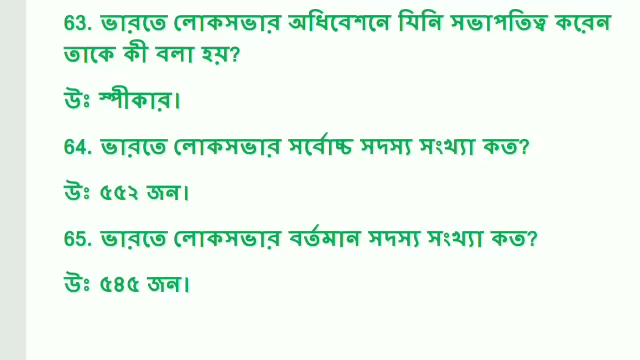 63. ভারতে লোকসভার অধিবেশনে যিনি সভাপতিত্ব করেন
তাকে কী বলা হয়?
উঃ স্পীকার।
64. ভারতে লোকসভার সর্বোচ্চ সদস্য সংখ্যা কত?
উঃ ৫৫২ জন।
65. ভারতে লোকসভার বর্তমান সদস্য সংখ্যা কত?
উঃ ৫৪৫ জন।